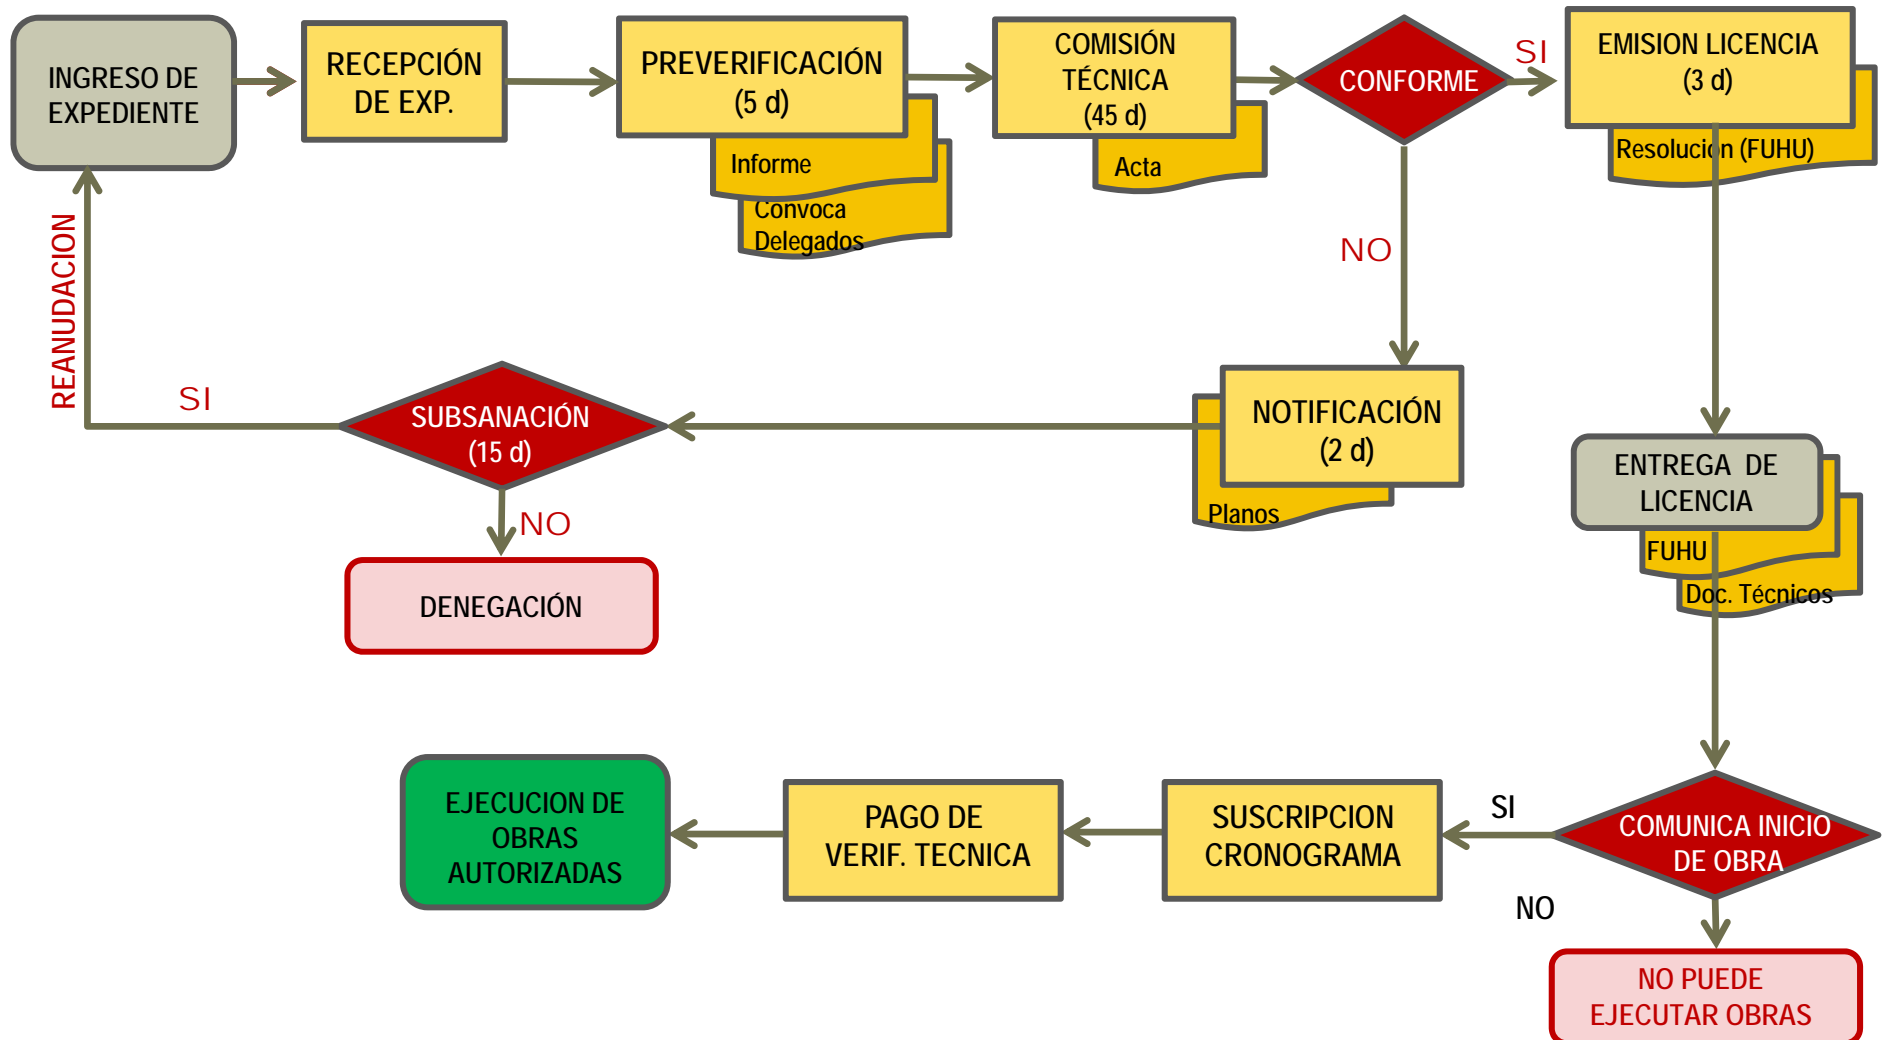 INGRESO DE
EXPEDIENTE
RECEPCIÓN
DE EXP.
PREVERIFICACIÓN
(5 d)
Informe
Convoca
Delegados
COMISIÓN
TÉCNICA
(45 d)
Acta
CONFORME
SI
EMISION LICENCIA
(3 d)
Resolución (FUHU)
NO
REANUDACION
SI
SUBSANACIÓN
(15 d)
NO
DENEGACIÓN
NOTIFICACIÓN
(2 d)
Planos
ENTREGA DE
LICENCIA
FUHU
Doc. Técnicos
EJECUCION DE
OBRAS
AUTORIZADAS
PAGO DE
VERIF. TECNICA
SUSCRIPCION
CRONOGRAMA
SI
COMUNICA INICIO
DE OBRA
NO
NO PUEDE
EJECUTAR OBRAS